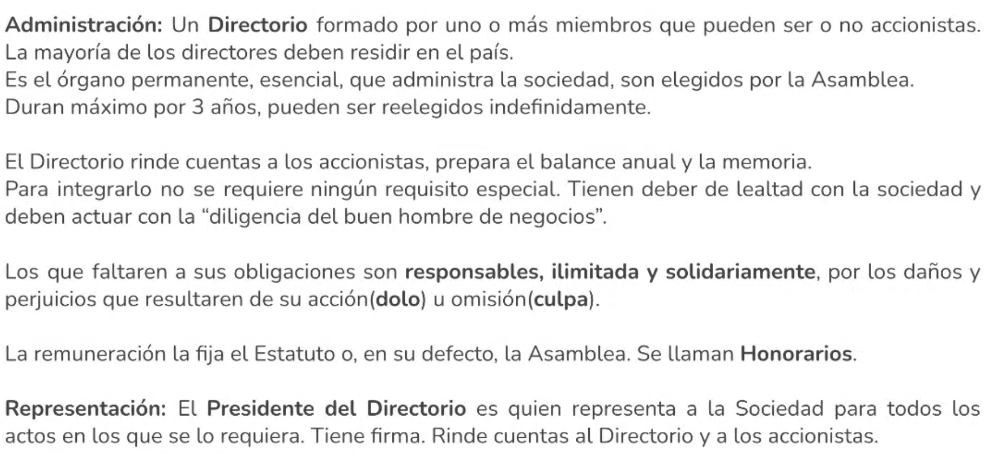 Administración: Un Directorio formado por uno o más miembros que pueden ser o no accionistas.
La mayoría de los directores deben residir en el país.
Es el órgano permanente, esencial, que administra la sociedad, son elegidos por la Asamblea.
Duran máximo por 3 años, pueden ser reelegidos indefinidamente.
El Directorio rinde cuentas a los accionistas, prepara el balance anual y la memoria.
Para integrarlo no se requiere ningún requisito especial. Tienen deber de lealtad con la sociedad y
deben actuar con la “diligencia del buen hombre de negocios”.
Los que faltaren a sus obligaciones son responsables, ilimitada y solidariamente, por los daños y
perjuicios que resultaren de su acción(dolo) u omisión(culpa).
La remuneración la fija el Estatuto o, en su defecto, la Asamblea. Se llaman Honorarios.
Representación: El Presidente del Directorio es quien representa a la Sociedad para todos los
actos en los que se lo requiera. Tiene firma. Rinde cuentas al Directorio y a los accionistas.